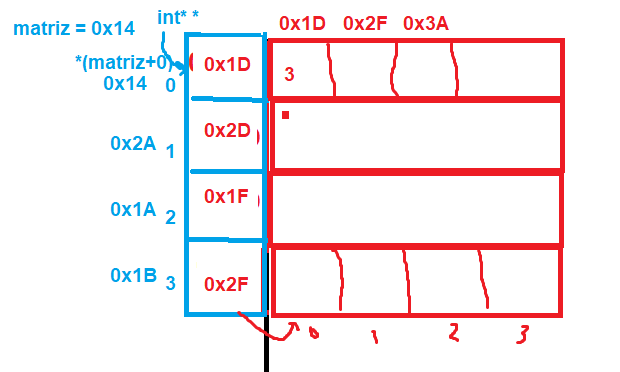 int* *
0x1D 0x2F 0x3A
matriz = 0x14
*(matriz+0)
0x14 0 0x1D 3
0x2A 1 0x2D
0x1A 2 0x1F
0x1B 3 0x2F
0 1 2 3